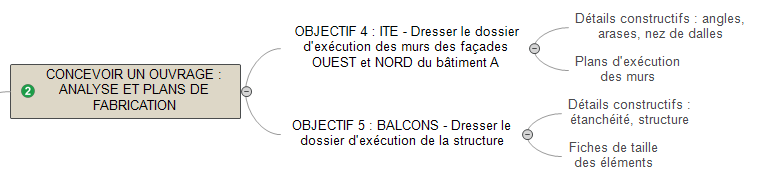 2
CONCEVOIR UN OUVRAGE :
ANALYSE ET PLANS DE
FABRICATION
OBJECTIF 4 : ITE - Dresser le dossier
d'exécution des murs des façades
OUEST et NORD du bâtiment A
Détails constructifs : angles,
arases, nez de dalles
Plans d'exécution
des murs
OBJECTIF 5 : BALCONS - Dresser le
dossier d'exécution de la structure
Détails constructifs :
étanchéité, structure
Fiches de taille
des éléments